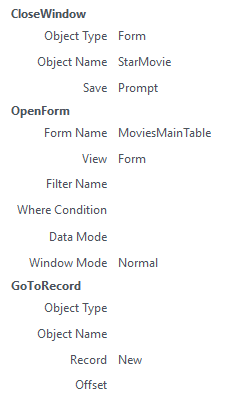 CloseWindow
Object Type Form
Object Name StarMovie
Save Prompt
OpenForm
Form Name MoviesMainTable
View Form
Filter Name
Where Condition
Data Mode
Window Mode Normal
GoToRecord
Object Type
Object Name
Record New
Offset